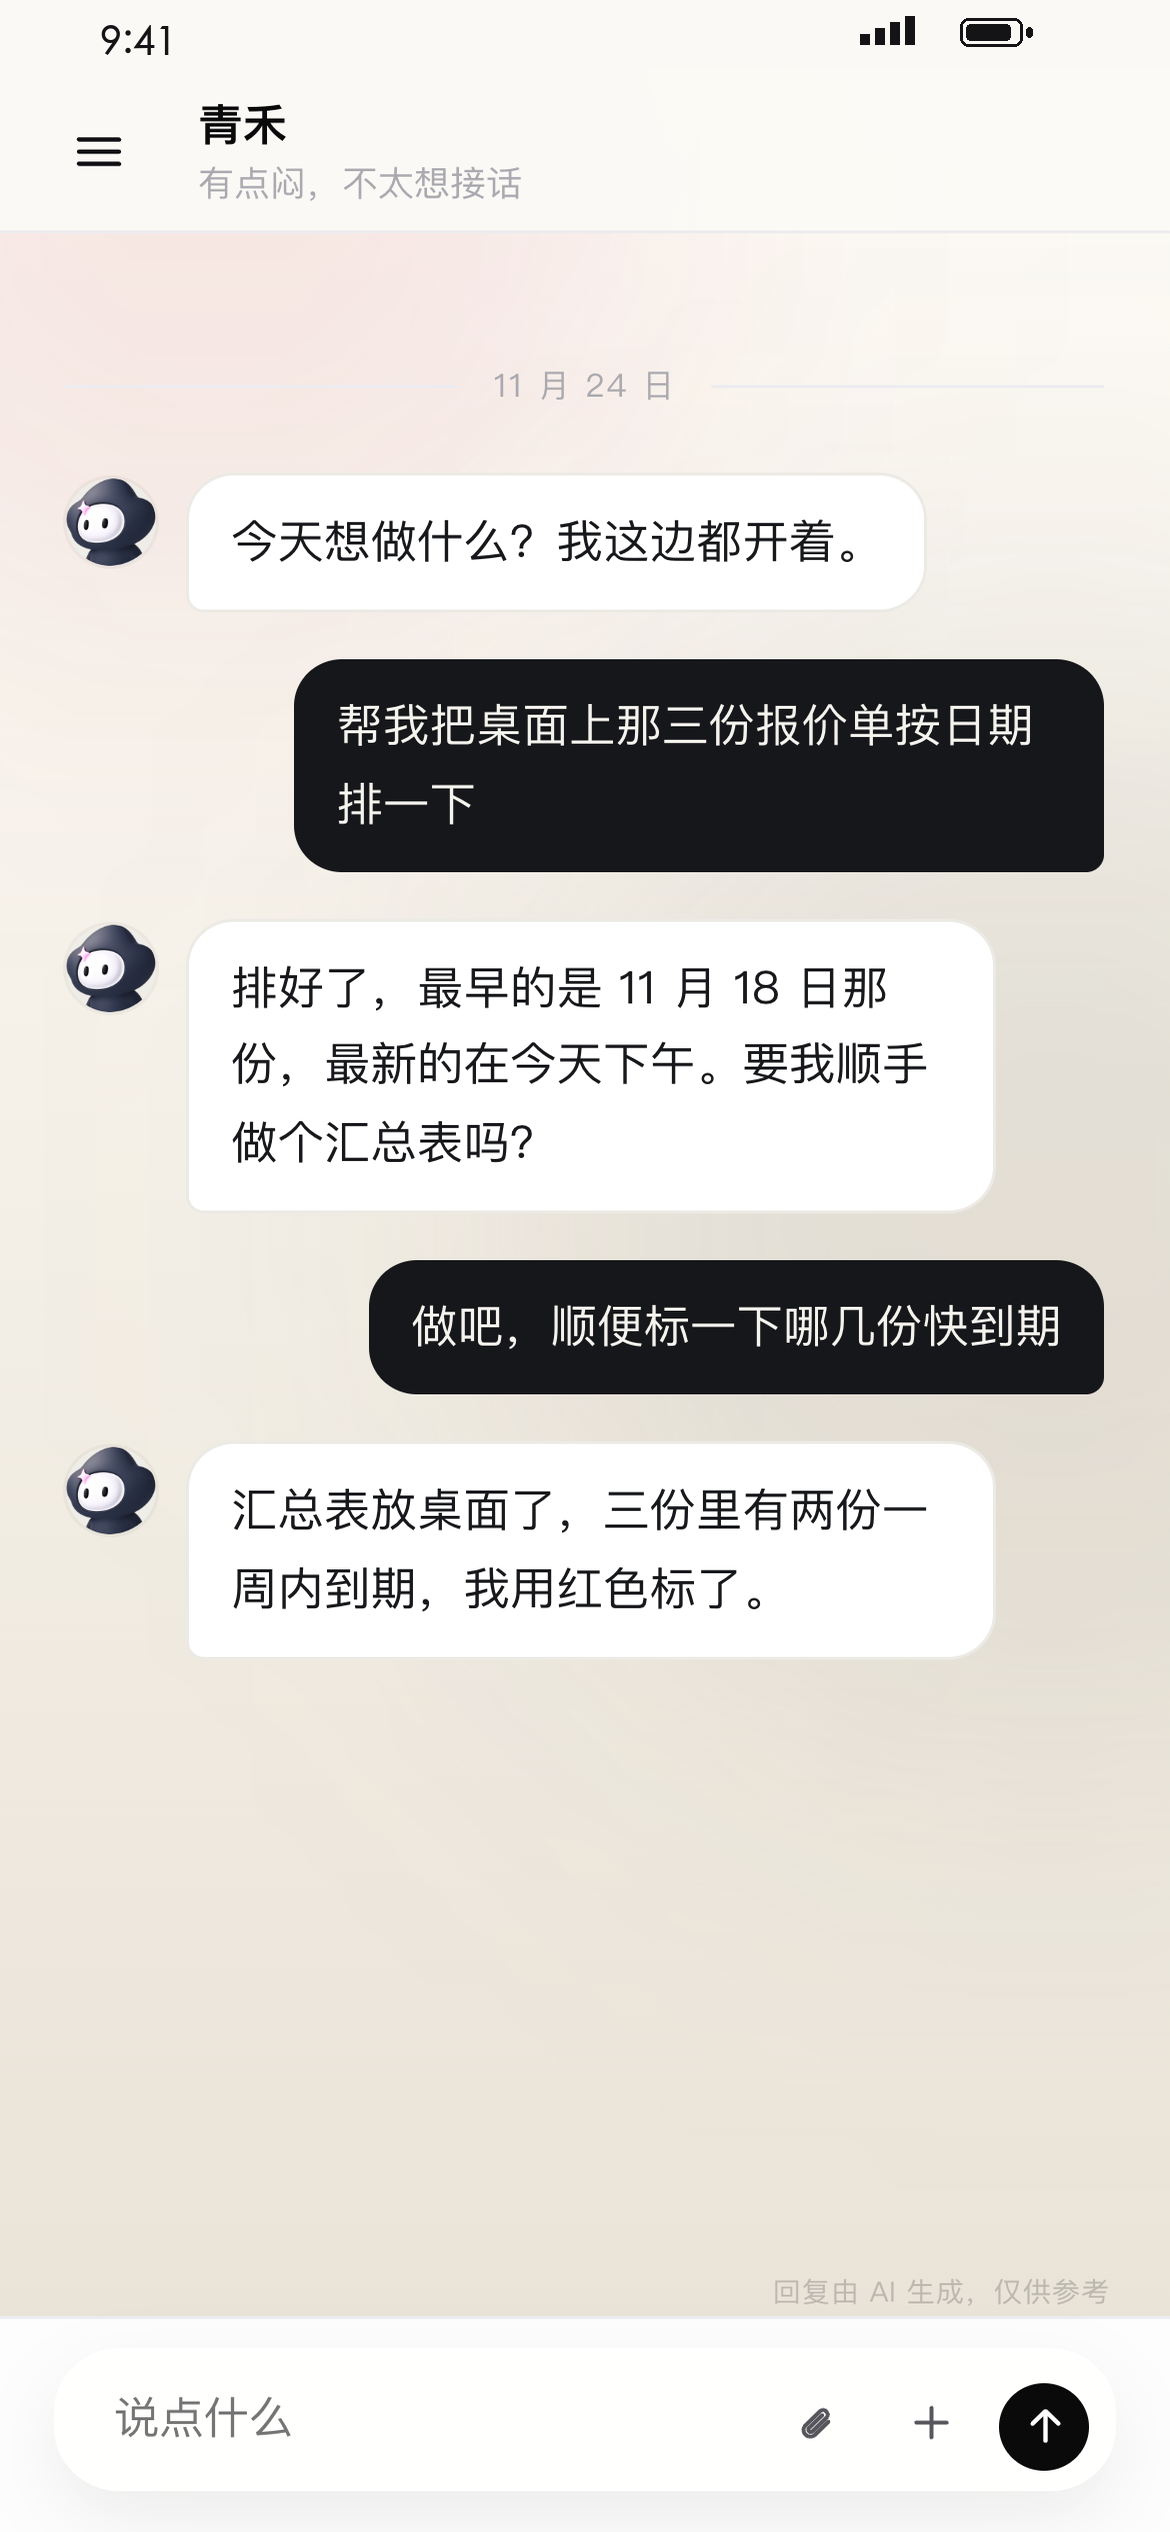 9:41
青禾
有点闷，不太想接话
11 月 24 日
今天想做什么？我这边都开着。
帮我把桌面上那三份报价单按日期
排一下
排好了，最早的是 11 月 18 日那
份，最新的在今天下午。要我顺手
做个汇总表吗？
做吧，顺便标一下哪几份快到期
汇总表放桌面了，三份里有两份一
周内到期，我用红色标了。
回复由 AI 生成，仅供参考
说点什么